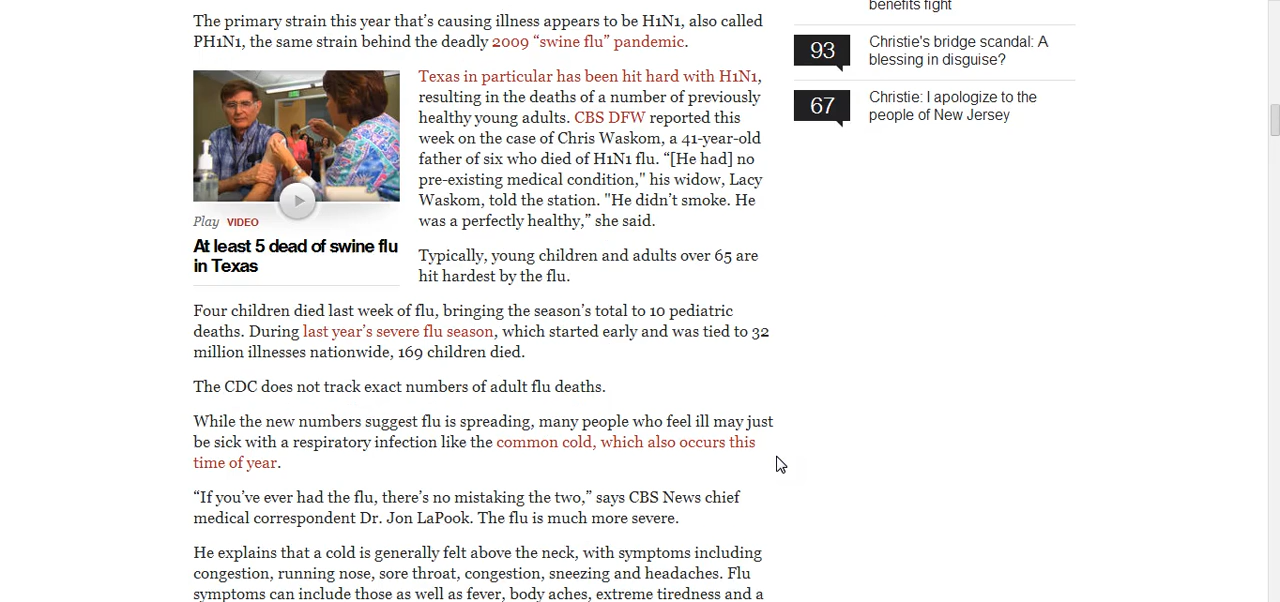 The primary strain this year that’s causing illness appears to be H1N1, also called
PH1N1, the same strain behind the deadly 2009 “swine flu” pandemic.
Texas in particular has been hit hard with H1N1,
resulting in the deaths of a number of previously
healthy young adults. CBS DFW reported this
week on the case of Chris Waskom, a 41-year-old
father of six who died of H1N1 flu. “[He had] no
pre-existing medical condition," his widow, Lacy
Waskom, told the station. "He didn’t smoke. He
was a perfectly healthy,” she said.
Play VIDEO
At least 5 dead of swine flu
in Texas
Typically, young children and adults over 65 are
hit hardest by the flu.
Four children died last week of flu, bringing the season’s total to 10 pediatric
deaths. During last year’s severe flu season, which started early and was tied to 32
million illnesses nationwide, 169 children died.
The CDC does not track exact numbers of adult flu deaths.
While the new numbers suggest flu is spreading, many people who feel ill may just
be sick with a respiratory infection like the common cold, which also occurs this
time of year.
“If you’ve ever had the flu, there’s no mistaking the two,” says CBS News chief
medical correspondent Dr. Jon LaPook. The flu is much more severe.
He explains that a cold is generally felt above the neck, with symptoms including
congestion, running nose, sore throat, congestion, sneezing and headaches. Flu
symptoms can include those as well as fever, body aches, extreme tiredness and a
benefits fight
93
Christie's bridge scandal: A
blessing in disguise?
67
Christie: I apologize to the
people of New Jersey